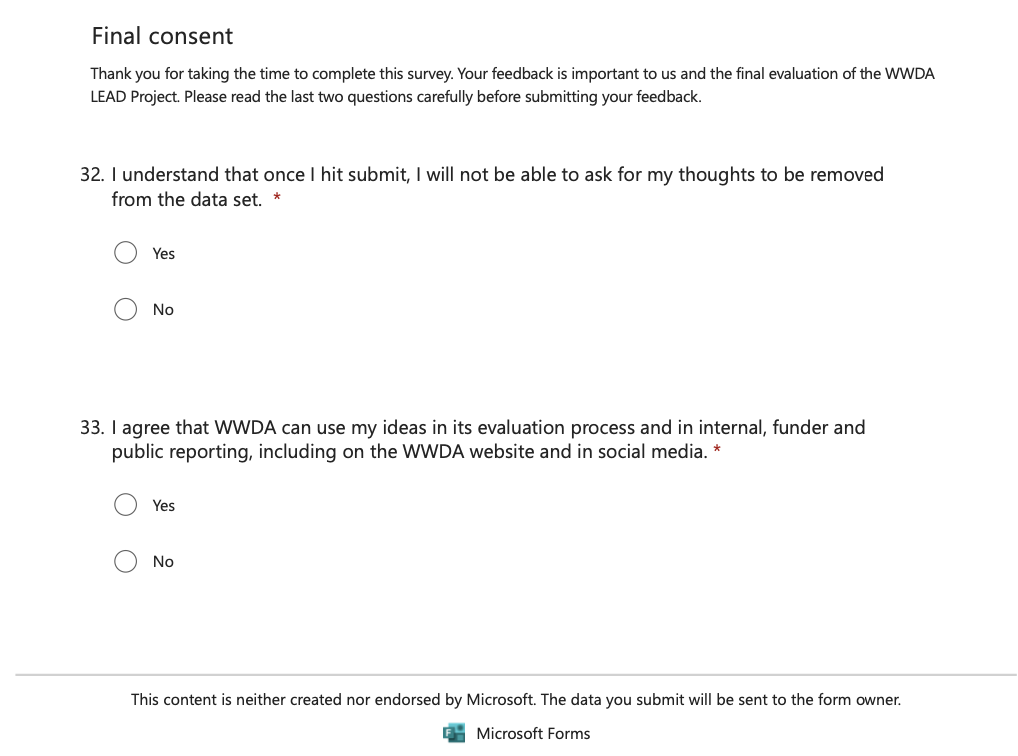 Final consent
Thank you for taking the time to complete this survey. Your feedback is important to us and the final evaluation of the WWDA
LEAD Project. Please read the last two questions carefully before submitting your feedback.
32. I understand that once I hit submit, I will not be able to ask for my thoughts to be removed
from the data set. *
Yes
No
33. I agree that WWDA can use my ideas in its evaluation process and in internal, funder and
public reporting, including on the WWDA website and in social media. *
Yes
No
This content is neither created nor endorsed by Microsoft. The data you submit will be sent to the form owner.
Microsoft Forms